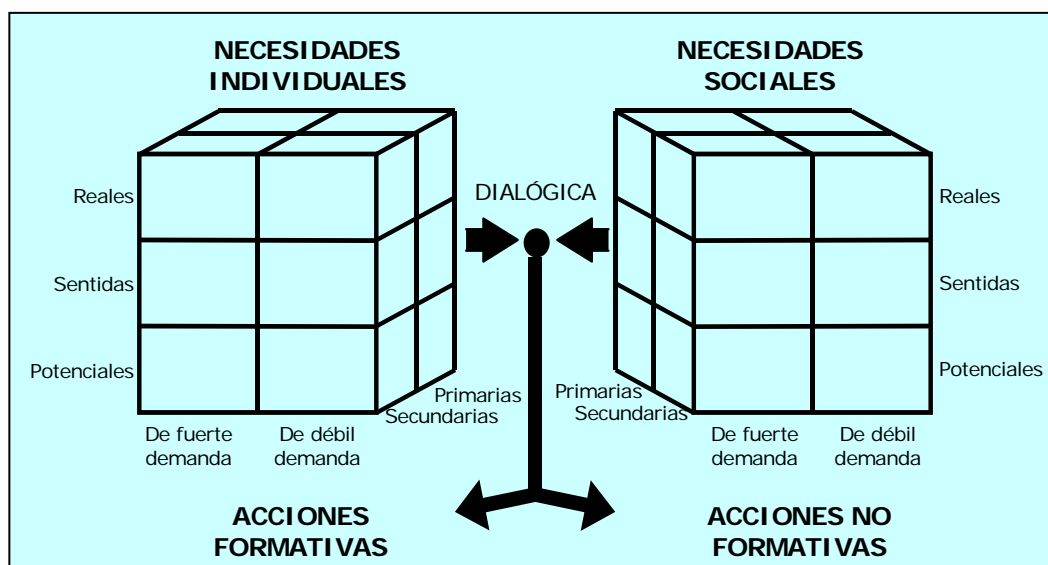 NECESIDADES
INDIVIDUALES
NECESIDADES
SOCIALES
Reales
Sentidas
Potenciales
DIALÓGICA
Reales
Sentidas
Potenciales
Primarias
Secundarias
Primarias
Secundarias
De fuerte
demanda
De débil
demanda
De fuerte
demanda
De débil
demanda
ACCIONES
FORMATIVAS
ACCIONES NO
FORMATIVAS